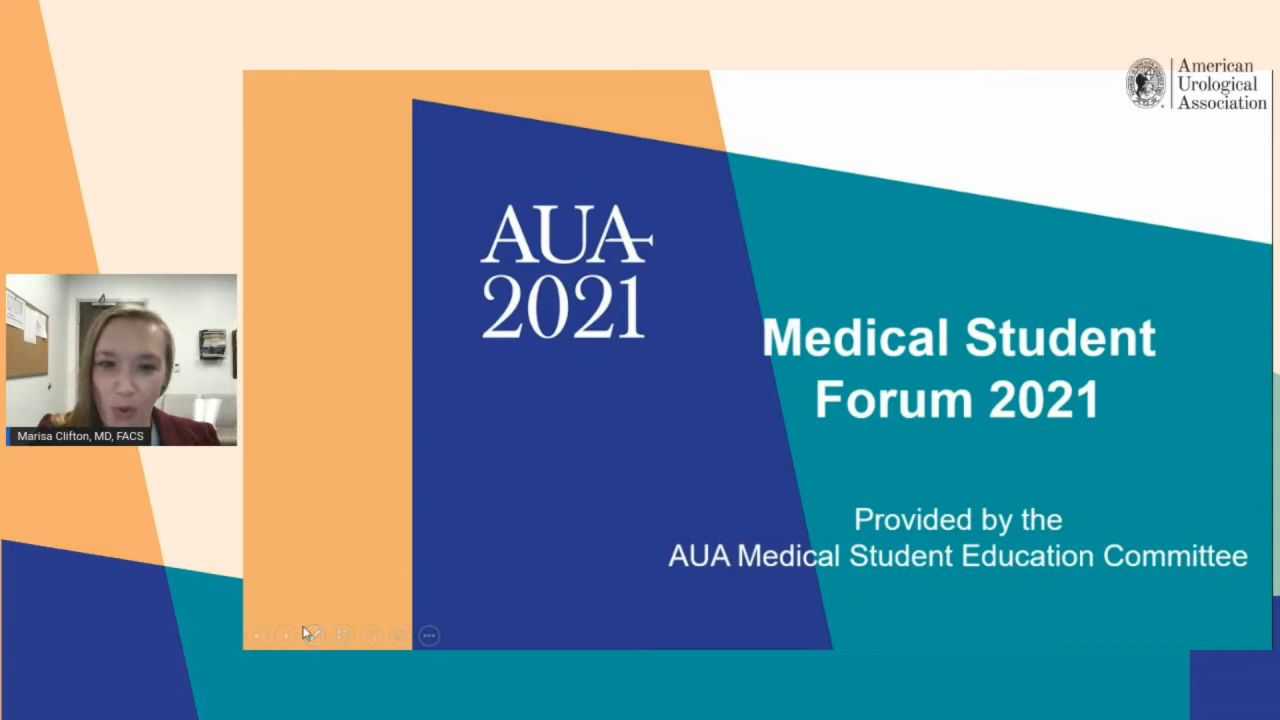 American
Urological
Association
AUA
2021
Medical Student
Forum 2021
Provided by the
AUA Medical Student Education Committee
Marisa Clifton, MD, FACS